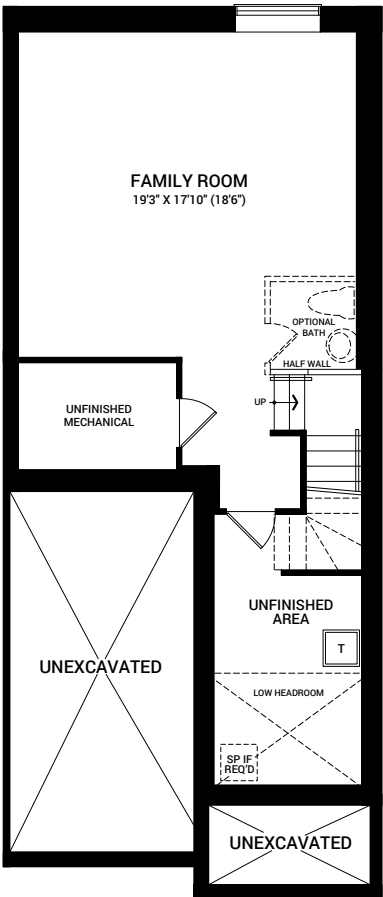 FAMILY ROOM
19'3" X 17'10" (18'6")
OPTIONAL
BATH
HALF WALL
UP
UNFINISHED
MECHANICAL
UNFINISHED
AREA
T
UNEXCAVATED
LOW HEADROOM
SP IF
REQ'D
UNEXCAVATED